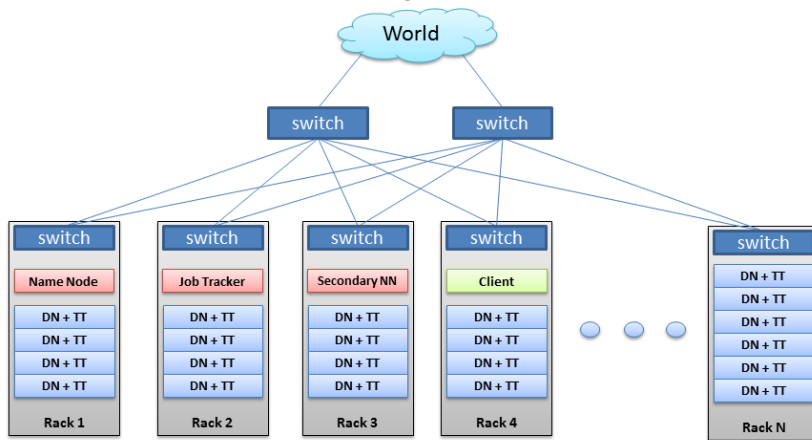 World
switch
switch
switch
Name Node
DN + TT
DN + TT
DN + TT
DN + TT
Rack 1
switch
Job Tracker
DN + TT
DN + TT
DN + TT
DN + TT
Rack 2
switch
Secondary NN
DN + TT
DN + TT
DN + TT
DN + TT
Rack 3
switch
Client
DN + TT
DN + TT
DN + TT
DN + TT
Rack 4
switch
DN + TT
DN + TT
DN + TT
DN + TT
DN + TT
DN + TT
Rack N